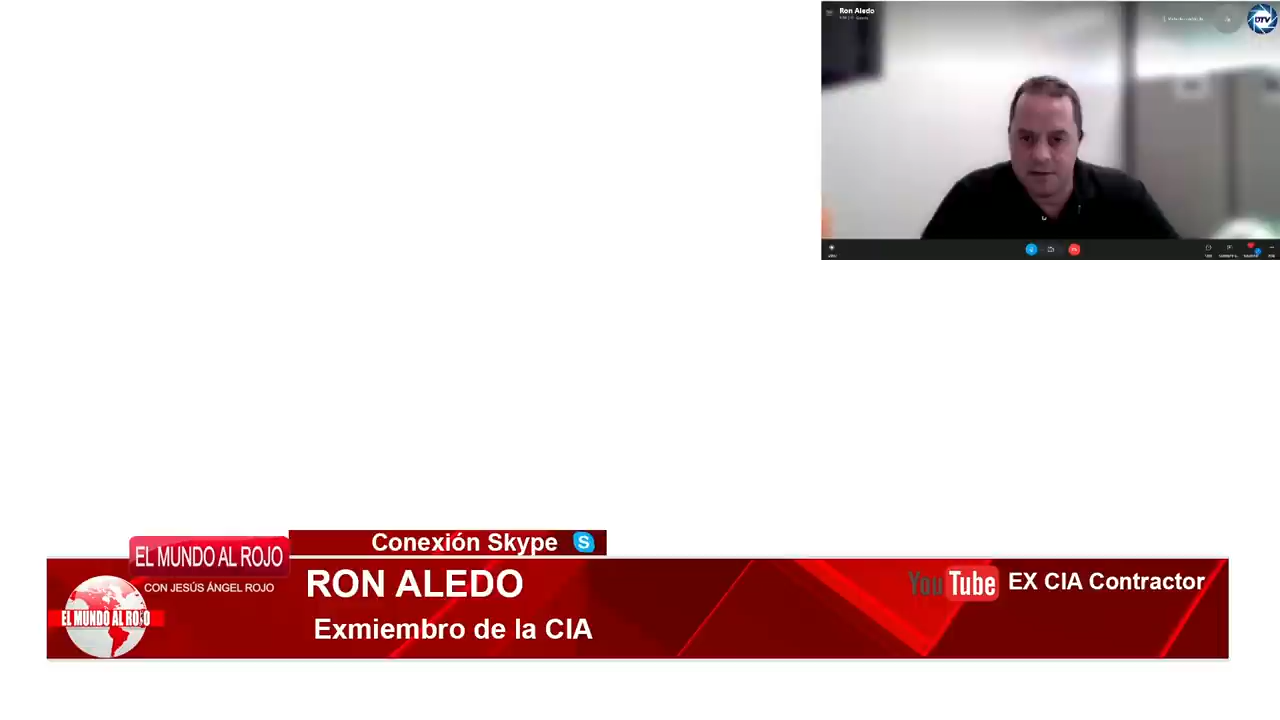 Ron Aledo
DTV
Conexión Skype
EL MUNDO AL ROJO
CON JESÚS ÁNGEL ROJO
RON ALEDO
YouTube EX CIA Contractor
EL MUNDO AL ROJO
Exmiembro de la CIA